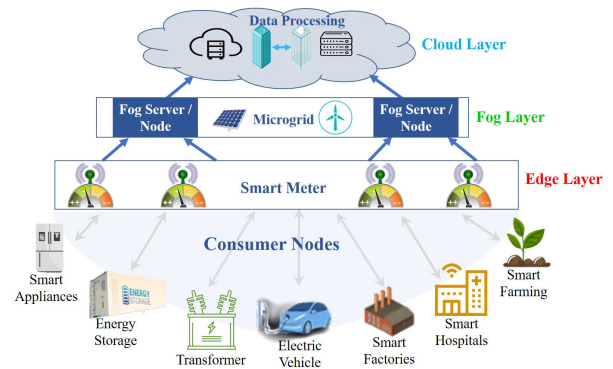 Data Processing
Cloud Layer
Fog Server /
Node
Microgrid
Fog Server /
Node
Fog Layer
Smart Meter
Edge Layer
++
++
++
++
Consumer Nodes
Smart
Appliances
ENERGY
STORAGE
Energy
Storage
Transformer
Electric
Vehicle
Smart
Factories
Smart
Hospitals
Smart
Farming